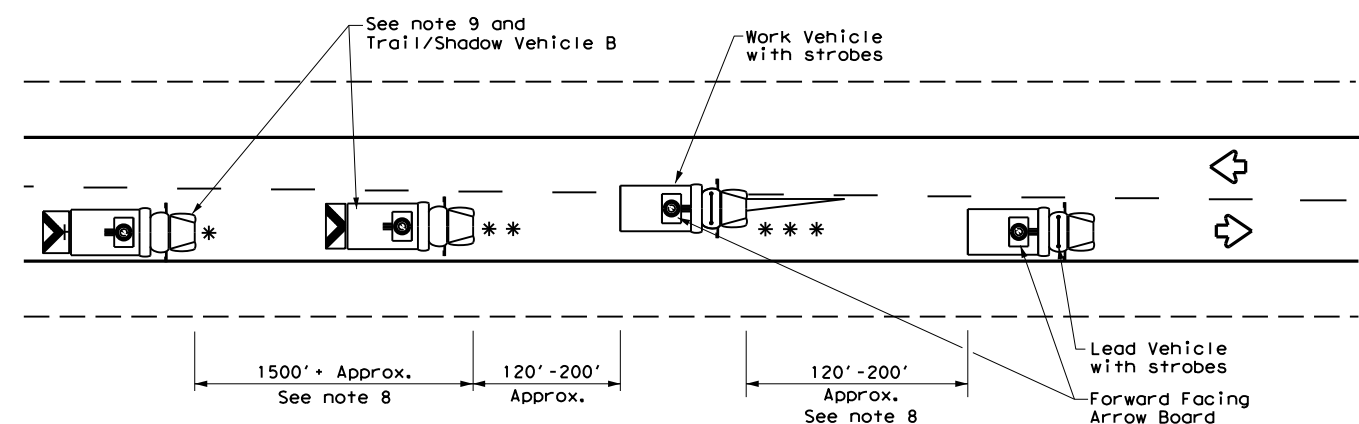 See note 9 and
Trail/Shadow Vehicle B
Work Vehicle
with strobes
*
* *
* * *
1500'+ Approx.
See note 8
120'-200'
Approx.
120'-200'
Approx.
See note 8
Lead Vehicle
with strobes
Forward Facing
Arrow Board